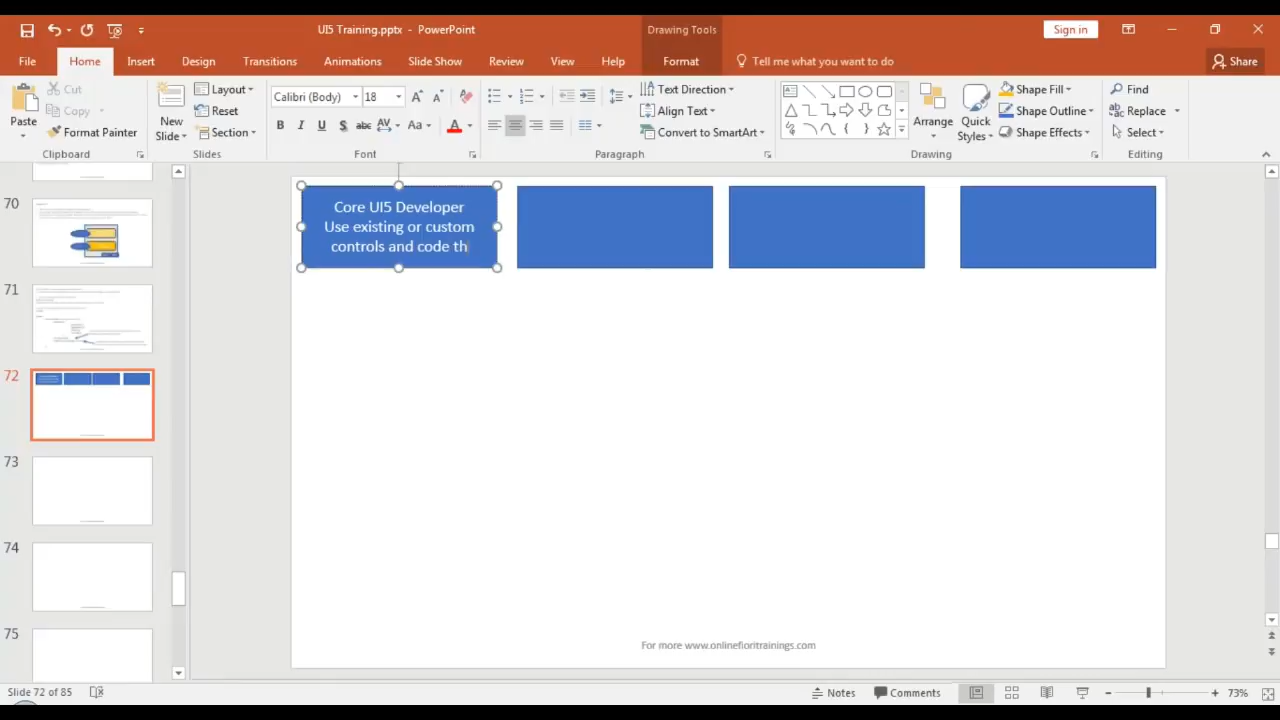 UI5 Training.pptx - PowerPoint
Drawing Tools
Sign in
File Home Insert Design Transitions Animations Slide Show Review View Help Format Tell me what you want to do Share
Paste
Cut
Copy
Format Painter
Clipboard
New Slide
Layout
Reset
Section
Slides
Calibri (Body) 18
B I U S abc AV Aa A
Font
Text Direction
Align Text
Convert to SmartArt
Paragraph
Arrange
Quick Styles
Shape Fill
Shape Outline
Shape Effects
Drawing
Find
Replace
Select
Editing
70
71
72
73
74
75
Core UI5 Developer
Use existing or custom
controls and code th
For more www.onlinefioritrainings.com
Slide 72 of 85
Notes Comments 73%